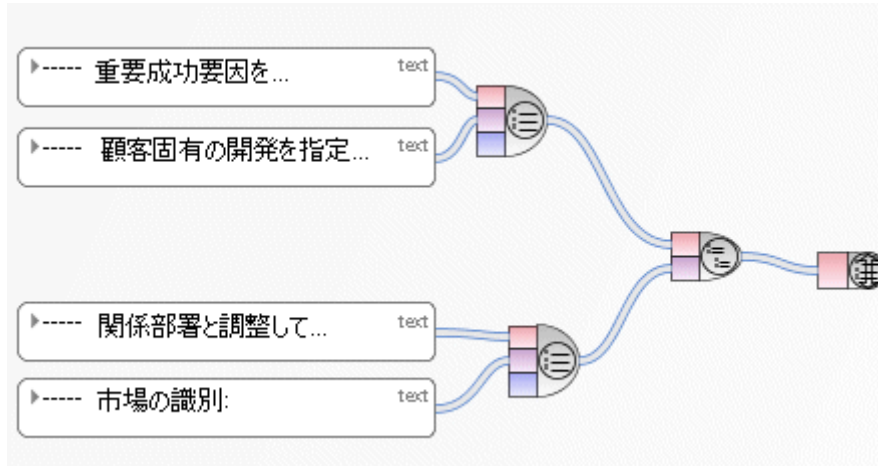 ----- 重要成功要因を... text
----- 顧客固有の開発を指定... text
----- 関係部署と調整して... text
----- 市場の識別: text